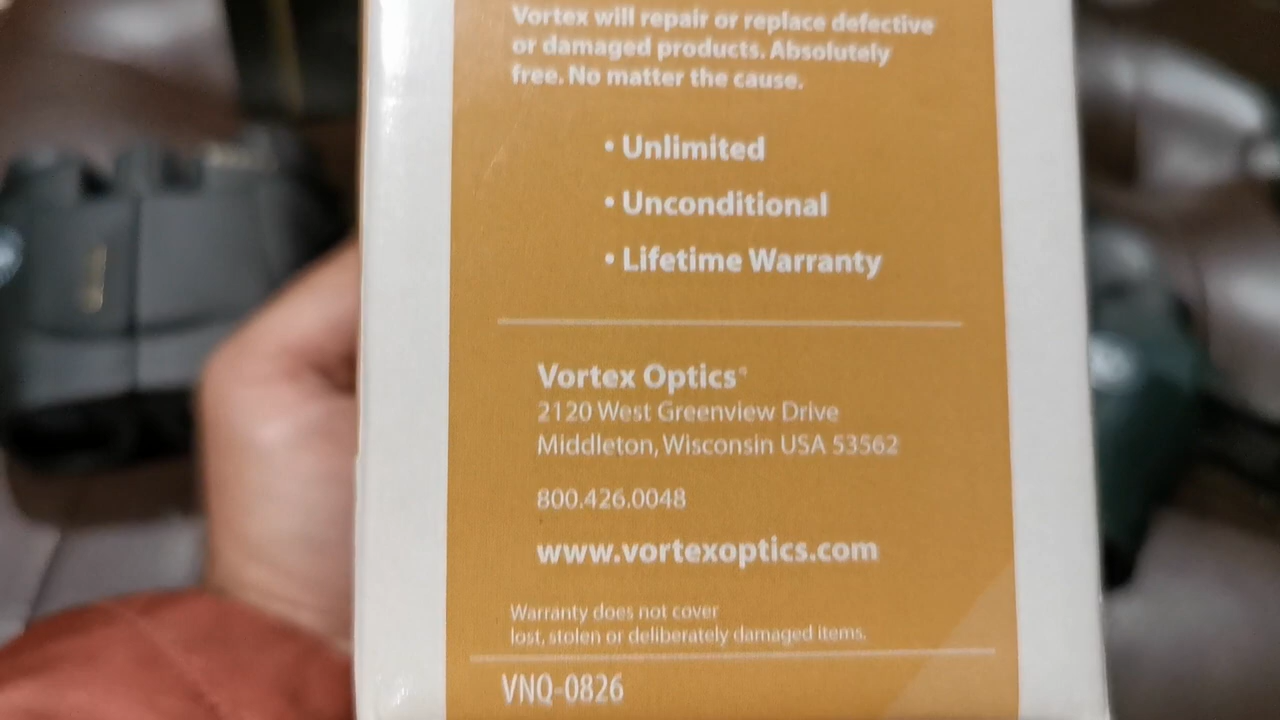 Vortex will repair or replace defective
or damaged products. Absolutely
free. No matter the cause.
• Unlimited
• Unconditional
• Lifetime Warranty
Vortex Optics®
2120 West Greenview Drive
Middleton, Wisconsin USA 53562
800.426.0048
www.vortexoptics.com
Warranty does not cover
lost, stolen or deliberately damaged items.
VNQ-0826